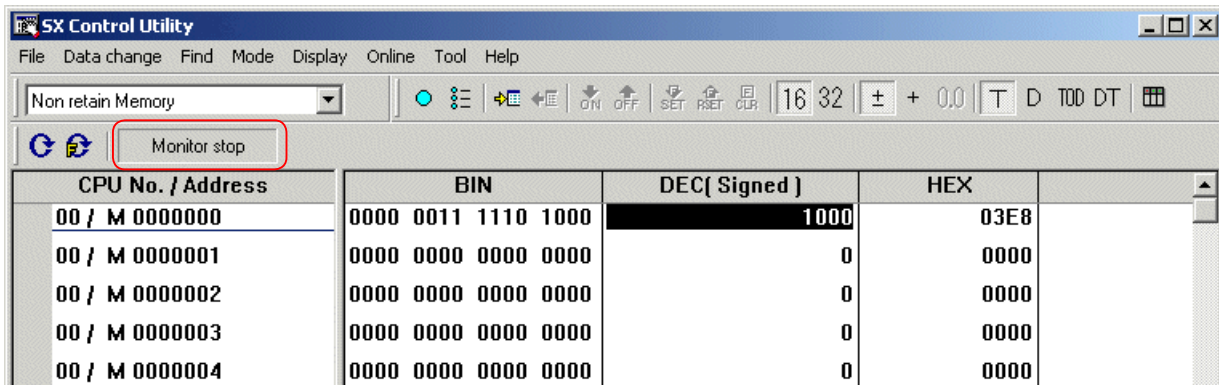 SX Control Utility
File Data change Find Mode Display Online Tool Help
Non retain Memory ON OFF SET RSET CLR 16 32 ± + 0.0 T D TOD DT
F Monitor stop
CPU No. / Address BIN DEC( Signed ) HEX
00 / M 0000000 0000 0011 1110 1000 1000 03E8
00 / M 0000001 0000 0000 0000 0000 0 0000
00 / M 0000002 0000 0000 0000 0000 0 0000
00 / M 0000003 0000 0000 0000 0000 0 0000
00 / M 0000004 0000 0000 0000 0000 0 0000